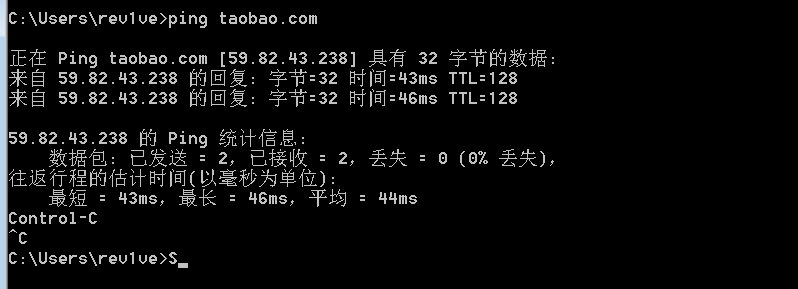 C:\Users\rev1ve>ping taobao.com
正在 Ping taobao.com [59.82.43.238] 具有 32 字节的数据:
来自 59.82.43.238 的回复: 字节=32 时间=43ms TTL=128
来自 59.82.43.238 的回复: 字节=32 时间=46ms TTL=128
59.82.43.238 的 Ping 统计信息:
    数据包: 已发送 = 2，已接收 = 2，丢失 = 0 (0% 丢失)，
往返行程的估计时间(以毫秒为单位):
    最短 = 43ms，最长 = 46ms，平均 = 44ms
Control-C
^C
C:\Users\rev1ve>S_